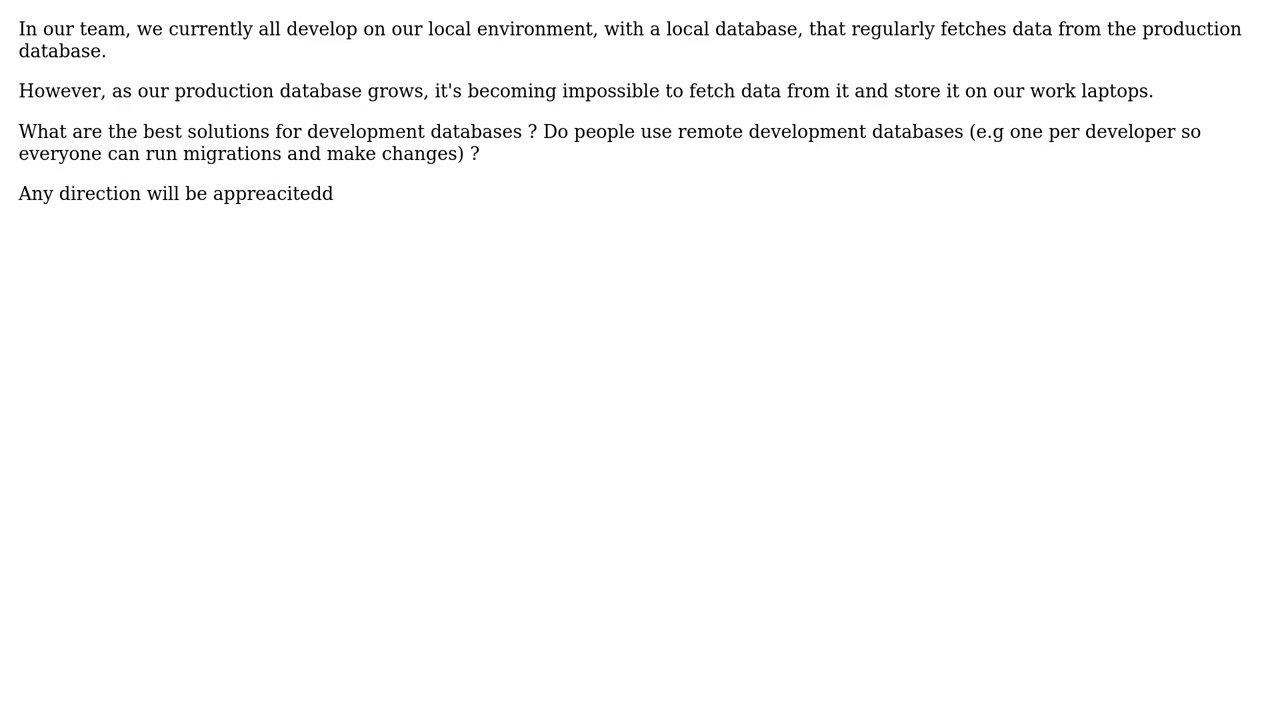 In our team, we currently all develop on our local environment, with a local database, that regularly fetches data from the production
database.
However, as our production database grows, it's becoming impossible to fetch data from it and store it on our work laptops.
What are the best solutions for development databases ? Do people use remote development databases (e.g one per developer so
everyone can run migrations and make changes) ?
Any direction will be appreacitedd